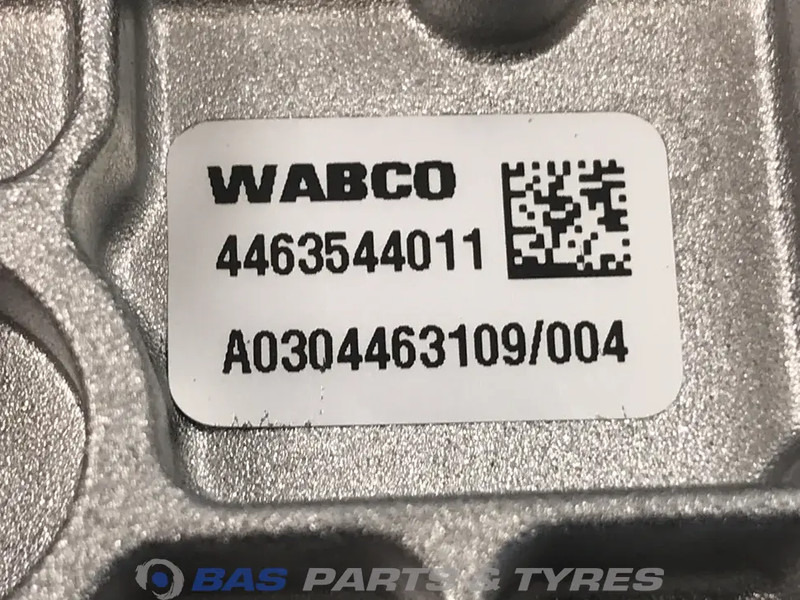 WABCO
4463544011
A0304463109/004
BAS PARTS & TYRES